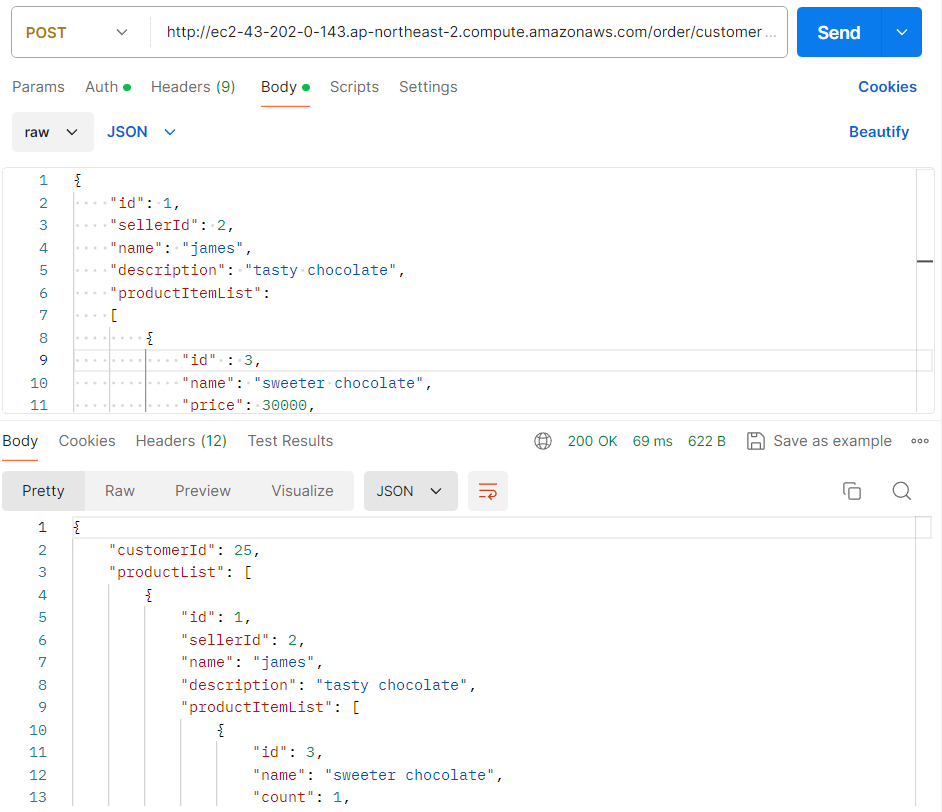 POST http://ec2-43-202-0-143.ap-northeast-2.compute.amazonaws.com/order/customer ... Send
Params Auth Headers (9) Body Scripts Settings Cookies
raw JSON Beautify
1 {
2 "id": 1,
3 "sellerId": 2,
4 "name": "james",
5 "description": "tasty chocolate",
6 "productItemList":
7 [
8 {
9 "id" : 3,
10 "name": "sweeter chocolate",
11 "price": 30000,
Body Cookies Headers (12) Test Results 200 OK 69 ms 622 B Save as example
Pretty Raw Preview Visualize JSON
1 {
2 "customerId": 25,
3 "productList": [
4 {
5 "id": 1,
6 "sellerId": 2,
7 "name": "james",
8 "description": "tasty chocolate",
9 "productItemList": [
10 {
11 "id": 3,
12 "name": "sweeter chocolate",
13 "count": 1,